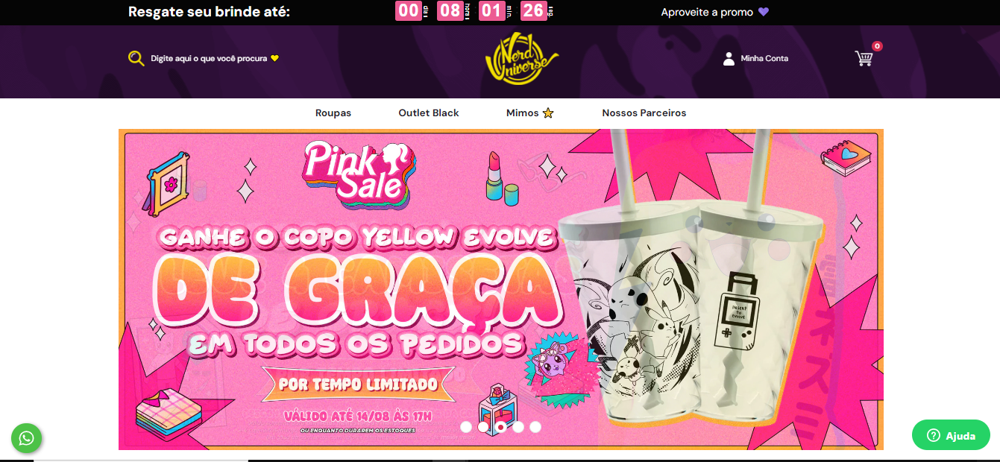 Resgate seu brinde até:
00 dias 08 horas 01 min. 26 seg.
Aproveite a promo 💜
Digite aqui o que você procura 💛
Nerd Universe
Minha Conta
0
Roupas
Outlet Black
Mimos ⭐
Nossos Parceiros
Pink
Sale
GANHE O COPO YELLOW EVOLVE
DE GRAÇA
EM TODOS OS PEDIDOS
POR TEMPO LIMITADO
VÁLIDO ATÉ 14/08 ÀS 17H
OU ENQUANTO DURAREM OS ESTOQUES
INSERT
TO
EVOLVE
ネズミ
Ajuda